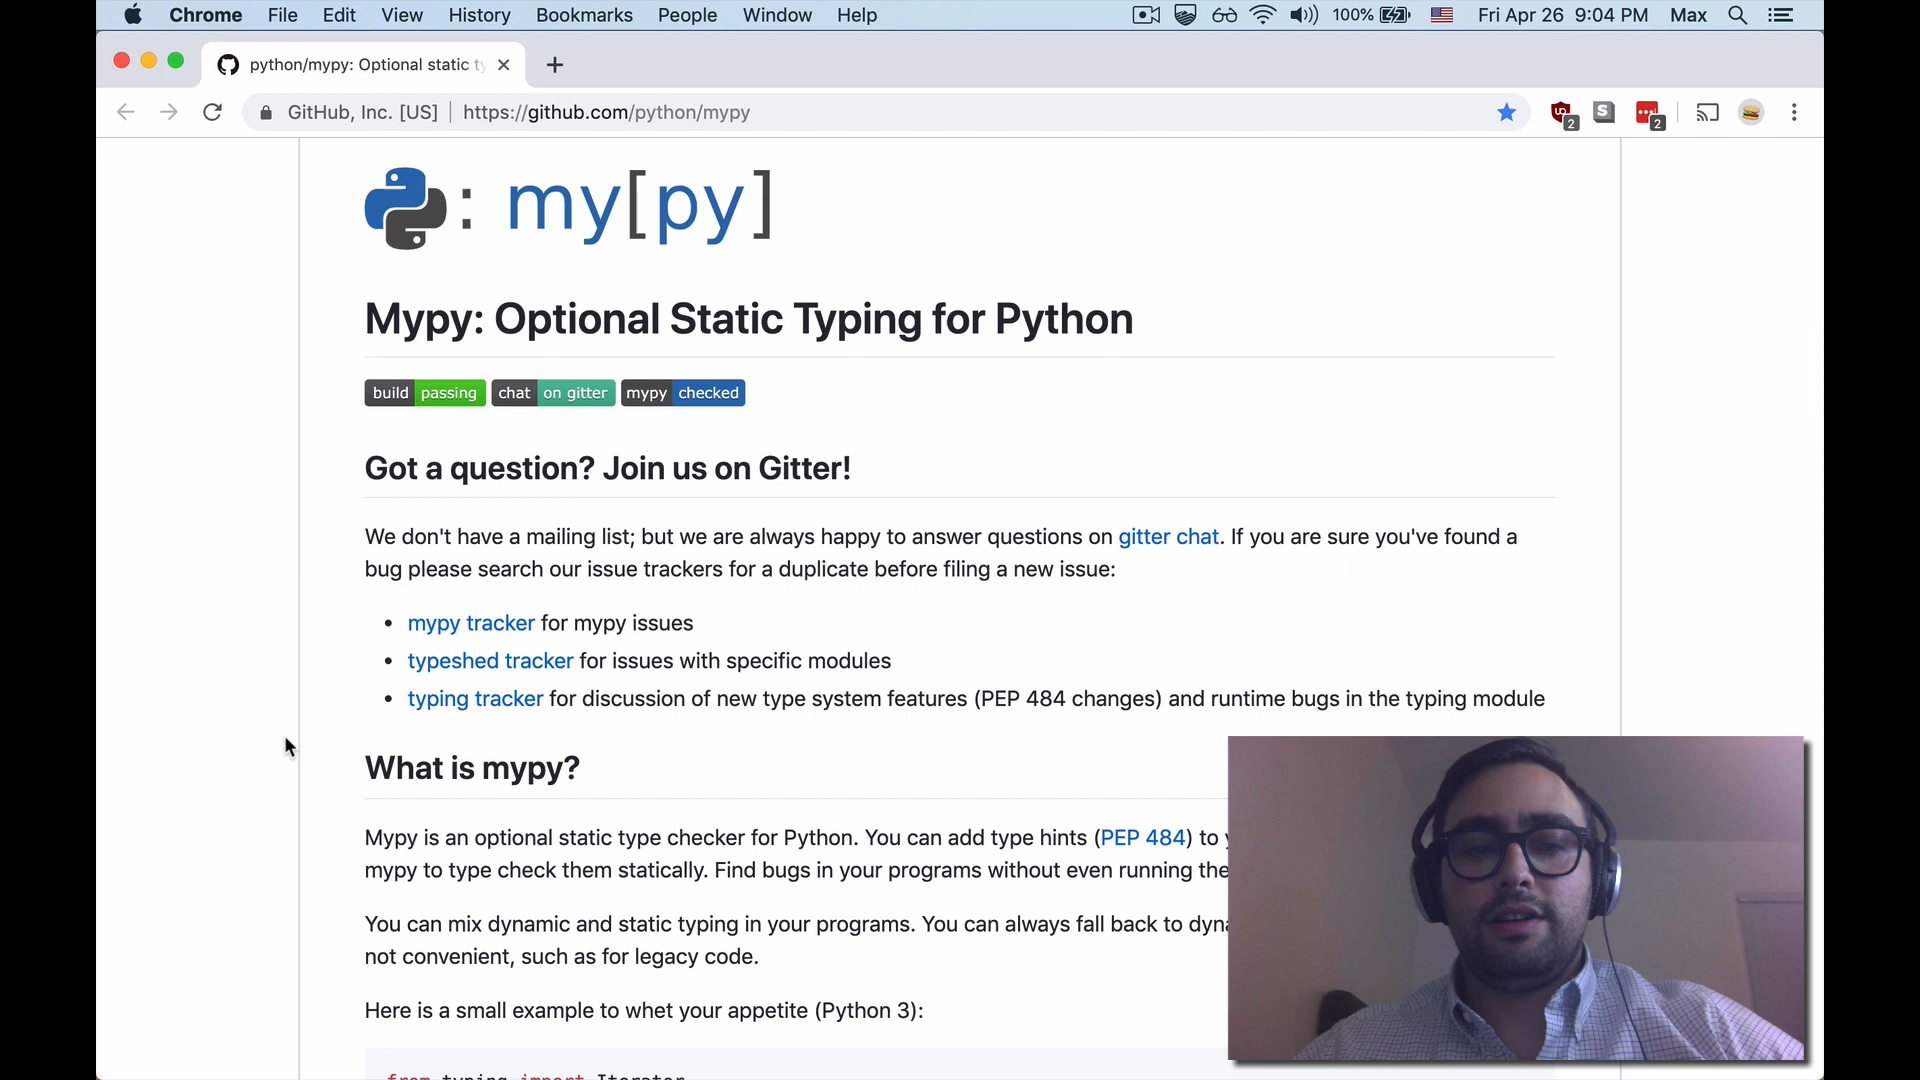 Chrome File Edit View History Bookmarks People Window Help 100% Fri Apr 26 9:04 PM Max
python/mypy: Optional static ty
GitHub, Inc. [US] | https://github.com/python/mypy
2 S 2
: my[py]
Mypy: Optional Static Typing for Python
build passing chat on gitter mypy checked
Got a question? Join us on Gitter!
We don't have a mailing list; but we are always happy to answer questions on gitter chat. If you are sure you've found a
bug please search our issue trackers for a duplicate before filing a new issue:
• mypy tracker for mypy issues
• typeshed tracker for issues with specific modules
• typing tracker for discussion of new type system features (PEP 484 changes) and runtime bugs in the typing module
What is mypy?
Mypy is an optional static type checker for Python. You can add type hints (PEP 484) to
mypy to type check them statically. Find bugs in your programs without even running the
You can mix dynamic and static typing in your programs. You can always fall back to dyna
not convenient, such as for legacy code.
Here is a small example to whet your appetite (Python 3):
from typing import Iterator